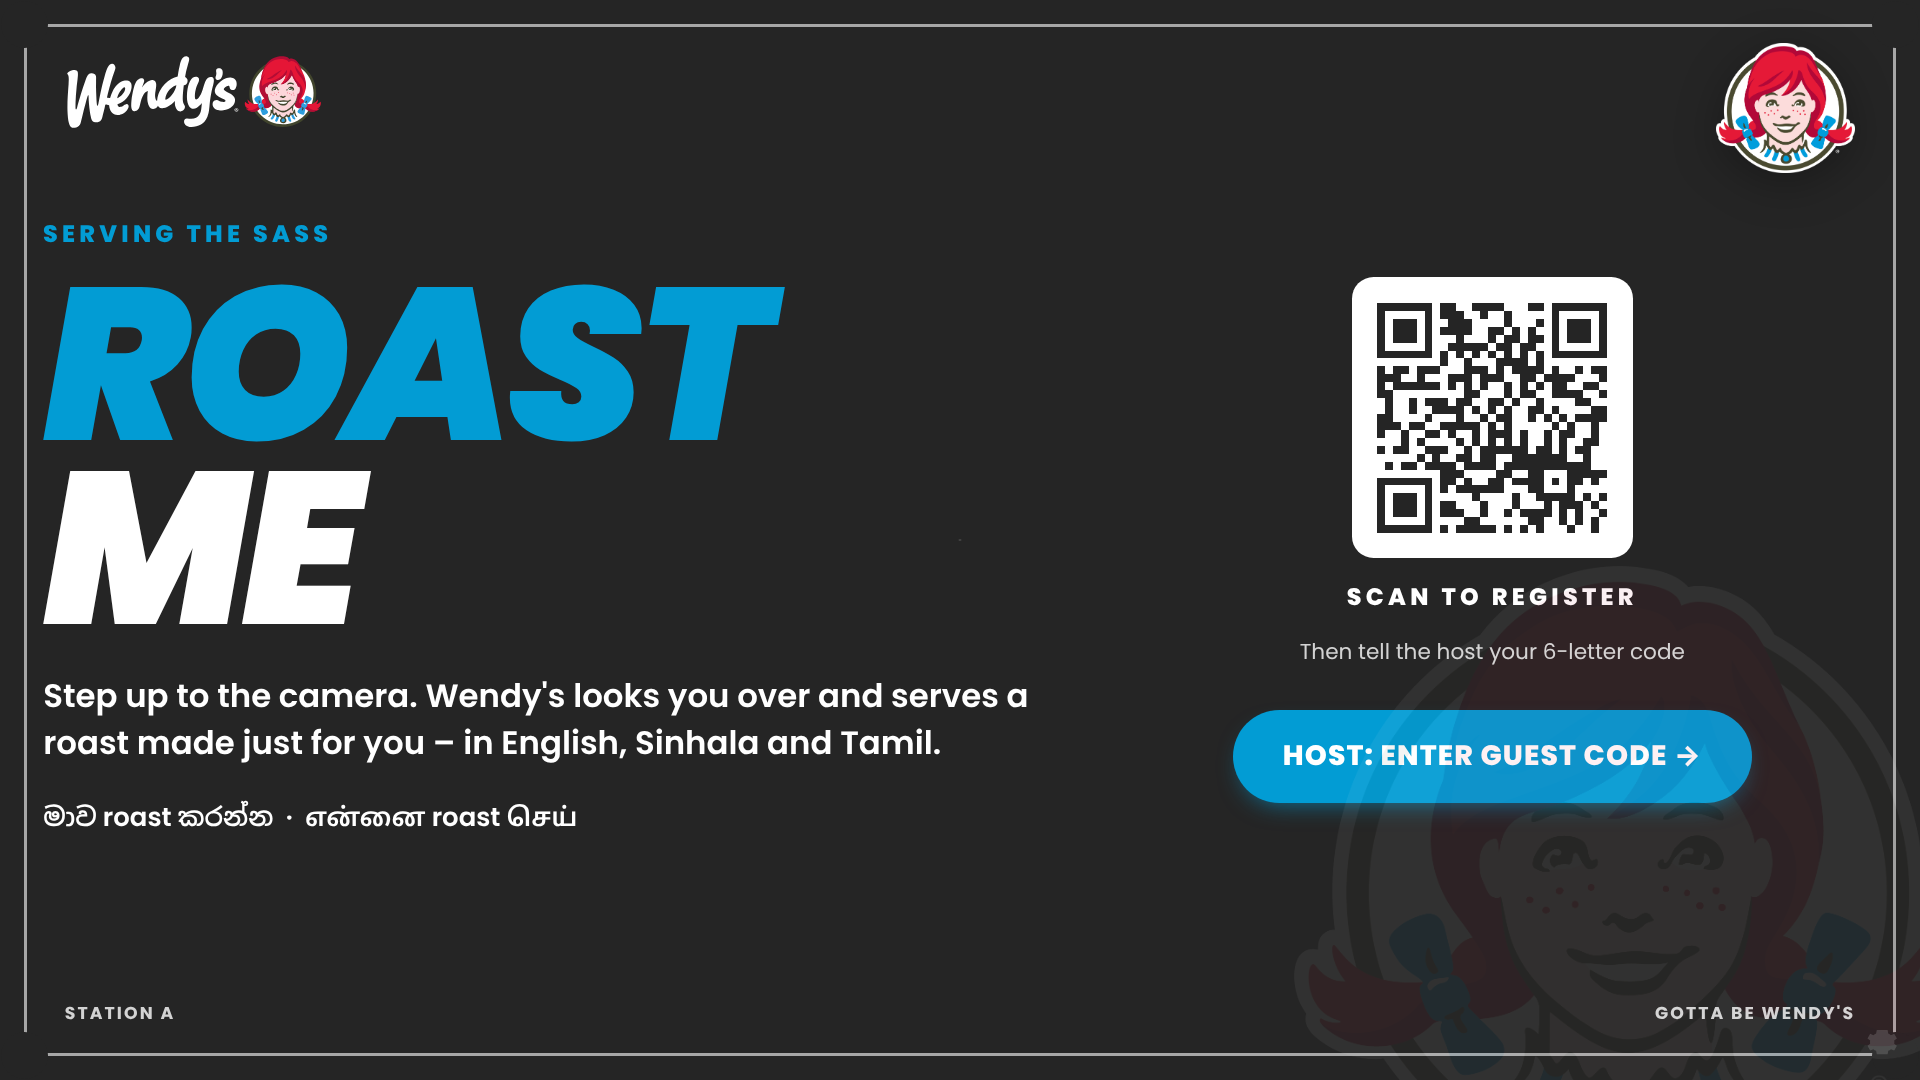 Wendy's
SERVING THE SASS
ROAST
ME
Step up to the camera. Wendy's looks you over and serves a
roast made just for you – in English, Sinhala and Tamil.
මාව roast කරන්න · என்னை roast செய்
SCAN TO REGISTER
Then tell the host your 6-letter code
HOST: ENTER GUEST CODE →
STATION A
GOTTA BE WENDY'S